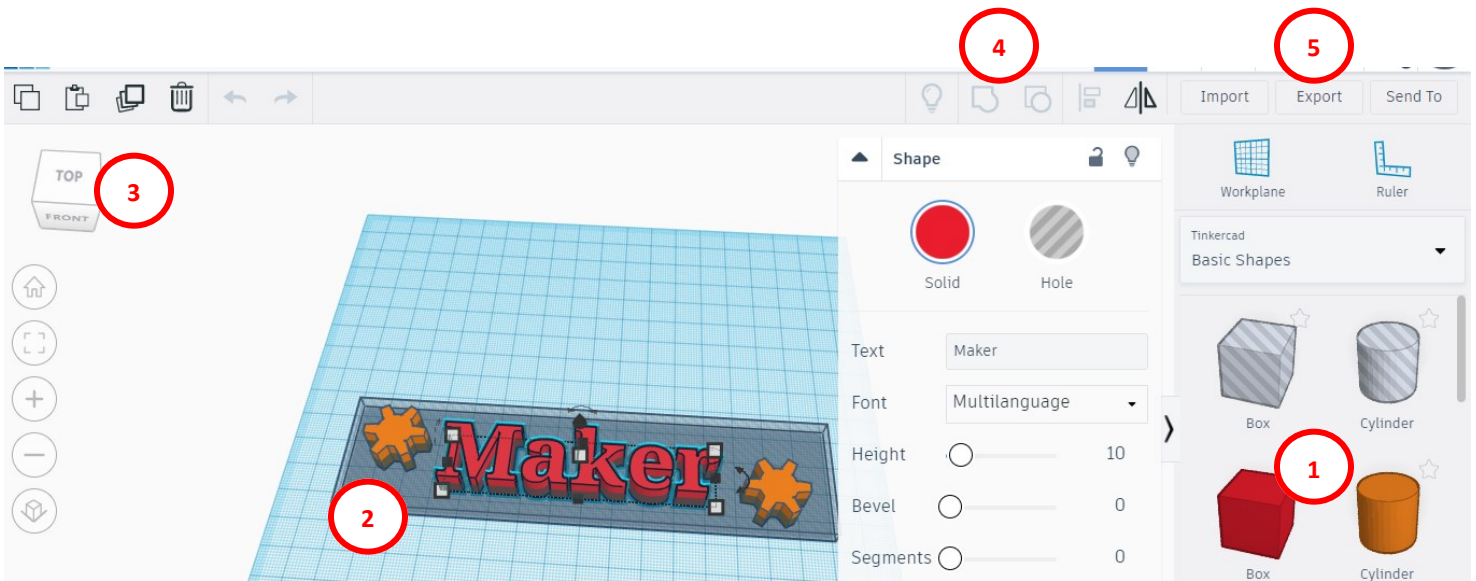 4
5
Import Export Send To
TOP
FRONT
3
Shape
Workplane Ruler
Solid Hole
Tinkercad
Basic Shapes
Text Maker
Font Multilanguage
Box Cylinder
Height 10
Maker
Bevel 0
1
2
Segments 0
Box Cylinder